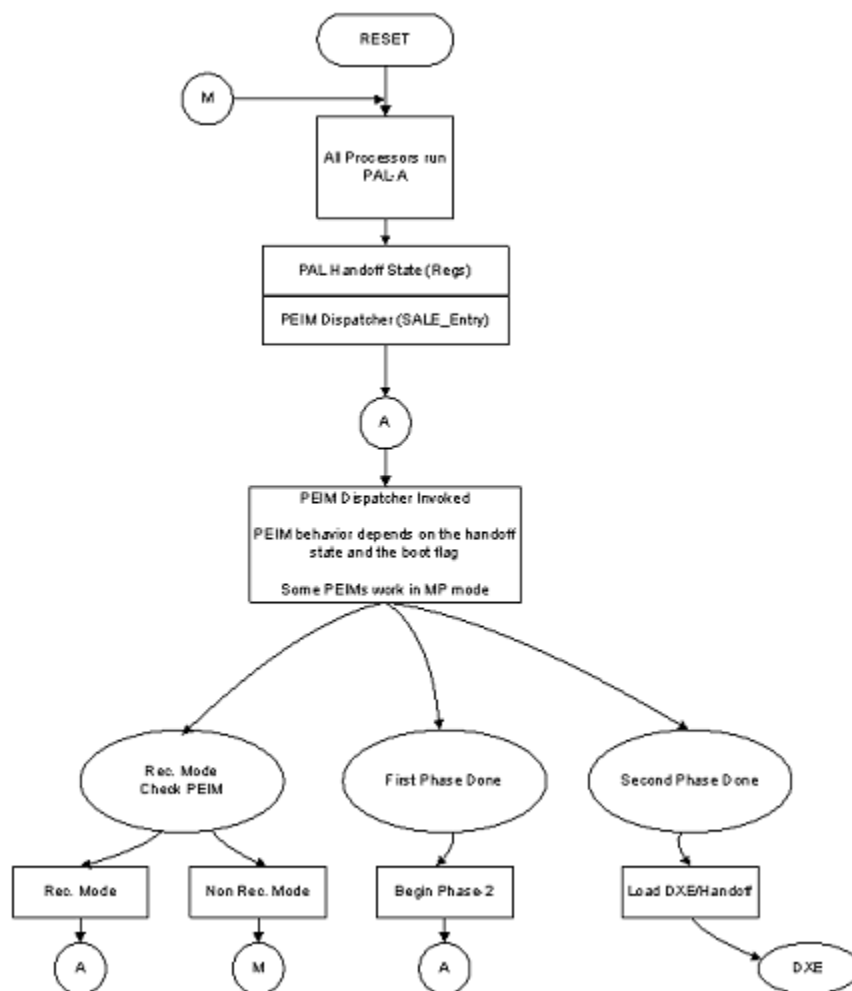 RESET
M
All Processors run
PAL-A
PAL Handoff State (Regs)
PEIM Dispatcher (SALE_Entry)
A
PEIM Dispatcher Invoked
PEIM behavior depends on the handoff
state and the boot flag
Some PEIMs work in MP mode
Rec. Mode
Check PEIM
First Phase Done
Second Phase Done
Rec. Mode
Non Rec. Mode
Begin Phase-2
Load DXE/Handoff
A
M
A
DXE